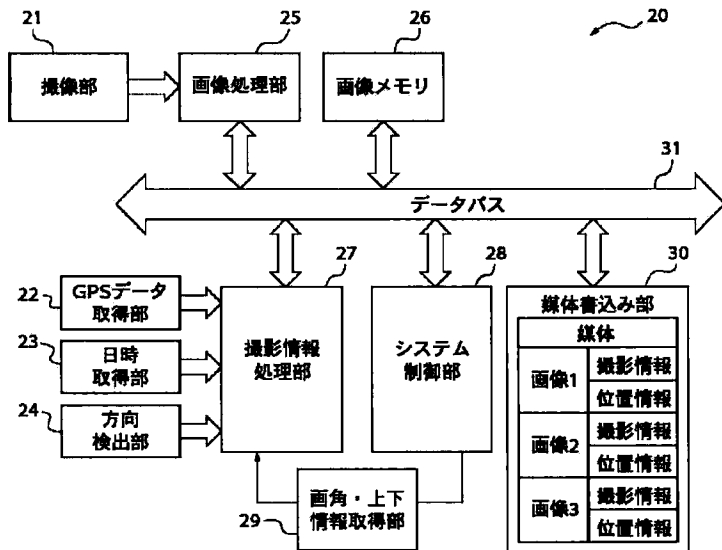 20
21
撮像部
25
画像処理部
26
画像メモリ
31
データバス
22
GPSデータ
取得部
23
日時
取得部
24
方向
検出部
27
撮影情報
処理部
28
システム
制御部
29
画角・上下
情報取得部
30
媒体書込み部
媒体
画像1
撮影情報
位置情報
画像2
撮影情報
位置情報
画像3
撮影情報
位置情報